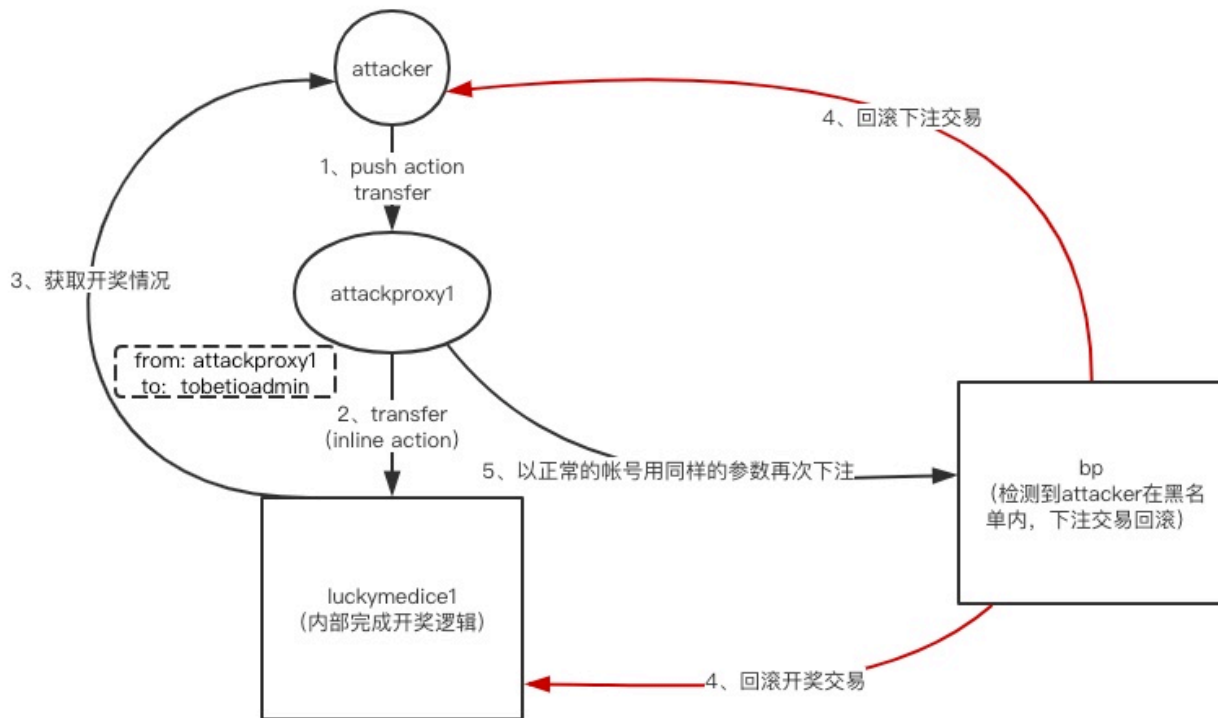 attacker
4、回滚下注交易
1、push action
transfer
3、获取开奖情况
attackproxy1
from: attackproxy1
to: tobetioadmin
2、transfer
（inline action）
5、以正常的帐号用同样的参数再次下注
bp
（检测到attacker在黑名
单内，下注交易回滚）
luckymedice1
（内部完成开奖逻辑）
4、回滚开奖交易